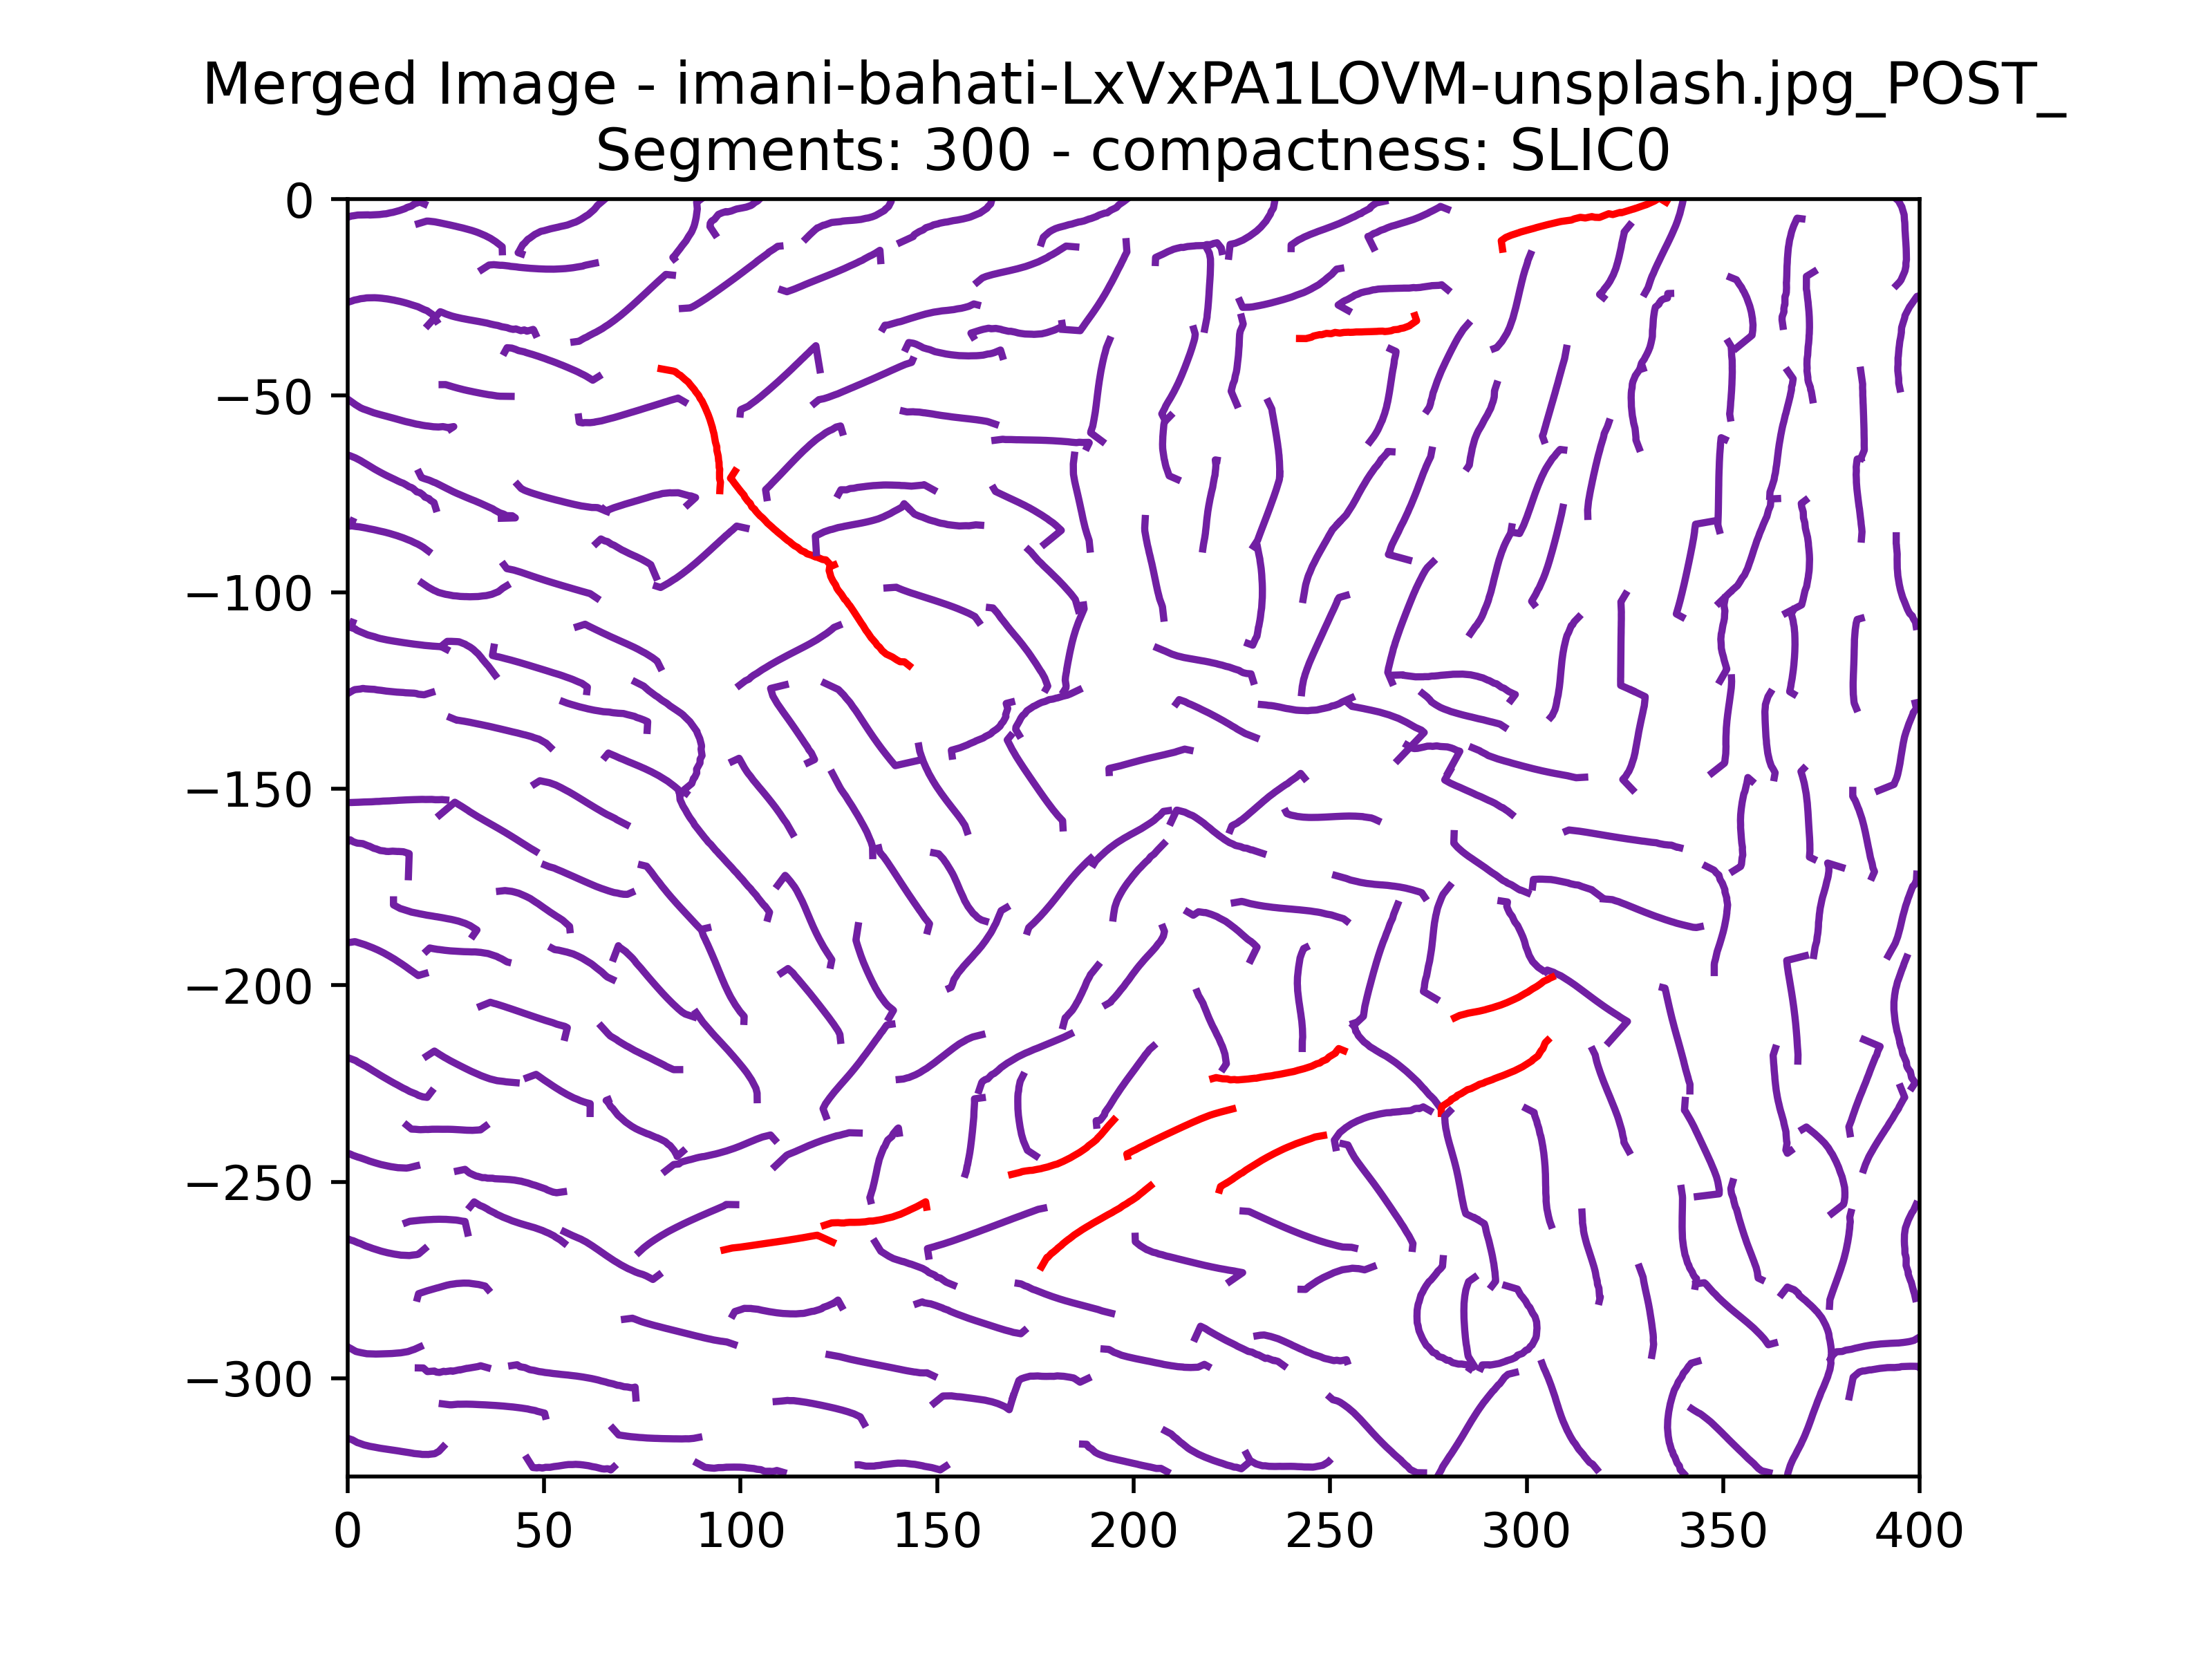 Merged Image - imani-bahati-LxVxPA1LOVM-unsplash.jpg_POST_
Segments: 300 - compactness: SLIC0
0
−50
−100
−150
−200
−250
−300
0 50 100 150 200 250 300 350 400